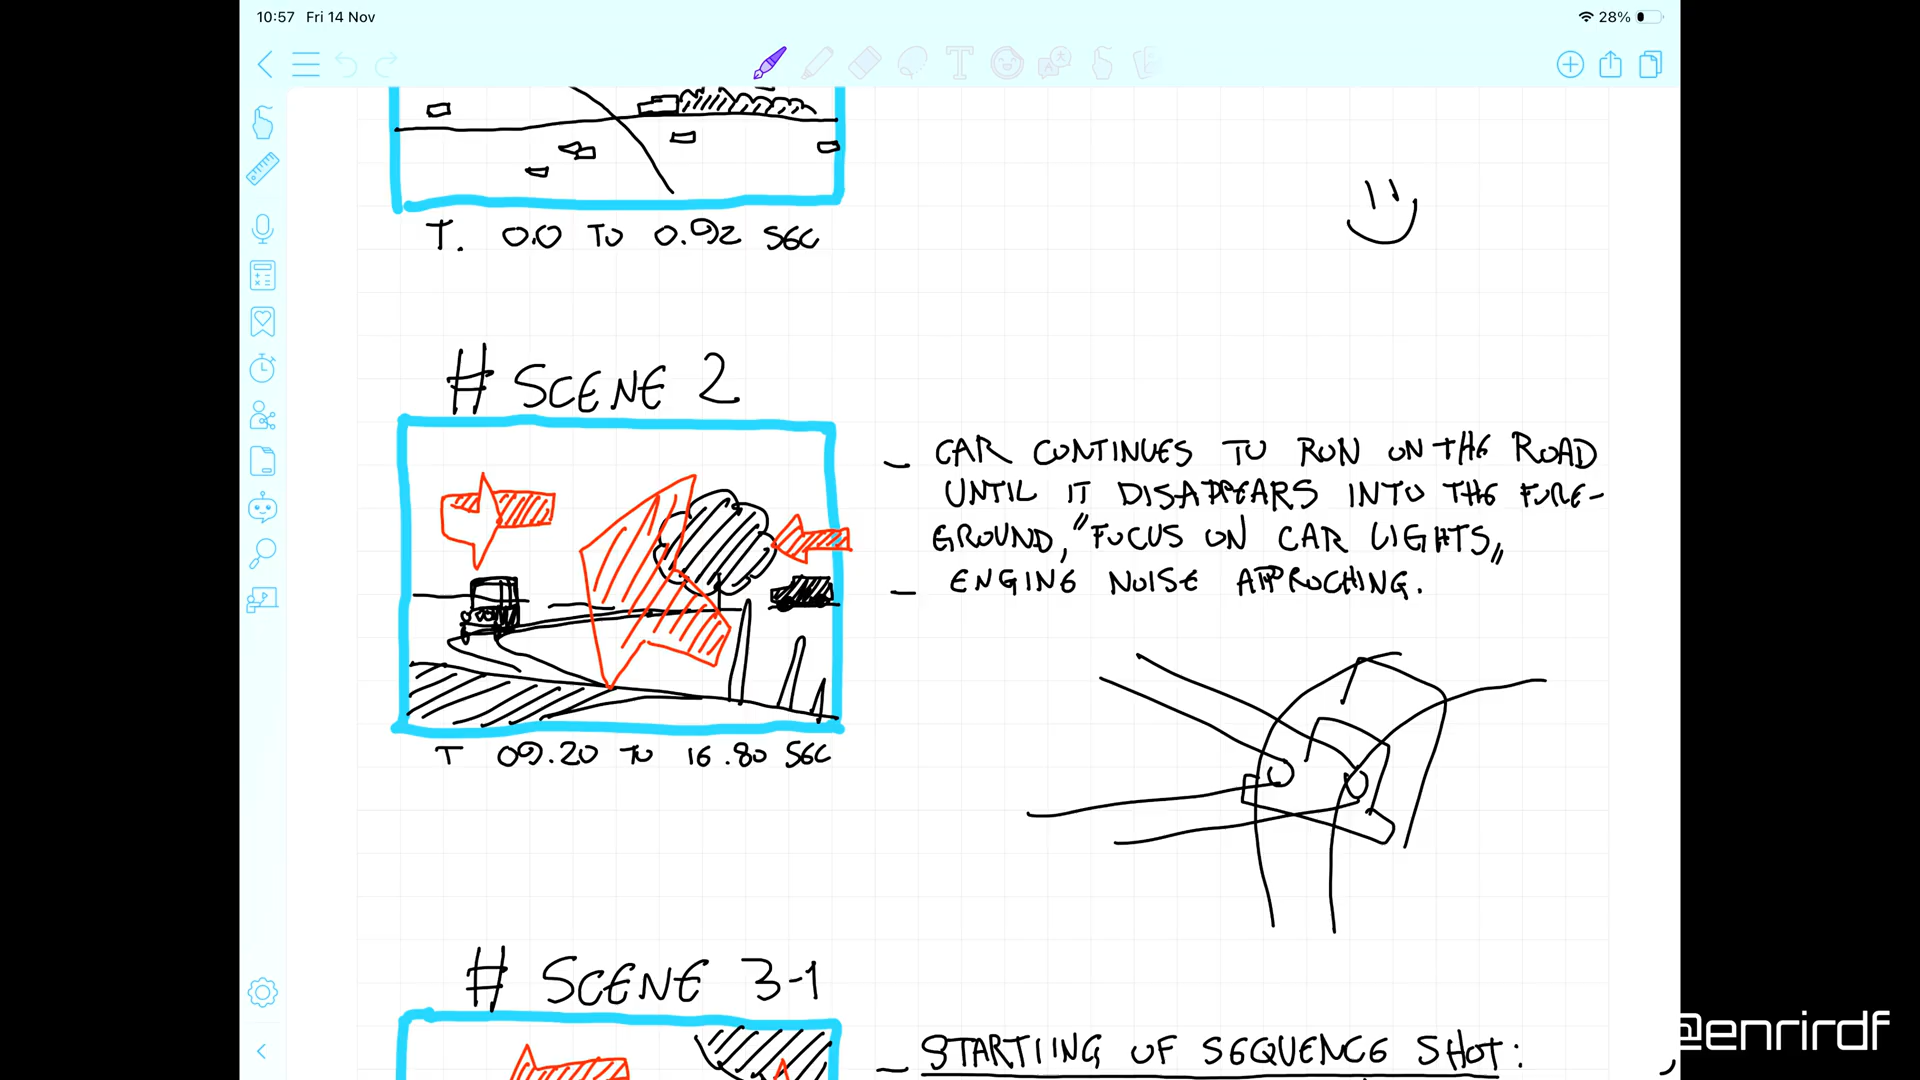 10:57 Fri 14 Nov
28%
T. 0.0 TO 0.92 SEC
# SCENE 2
_ CAR CONTINUES TO RUN ON THE ROAD
UNTIL IT DISAPPEARS INTO THE FORE-
GROUND, "FOCUS ON CAR LIGHTS"
_ ENGING NOISE APPROCHING.
T 09.20 TO 16.80 SEC
# SCENE 3-1
_ STARTIING OF SEQUENCE SHOT:
@enrirdf